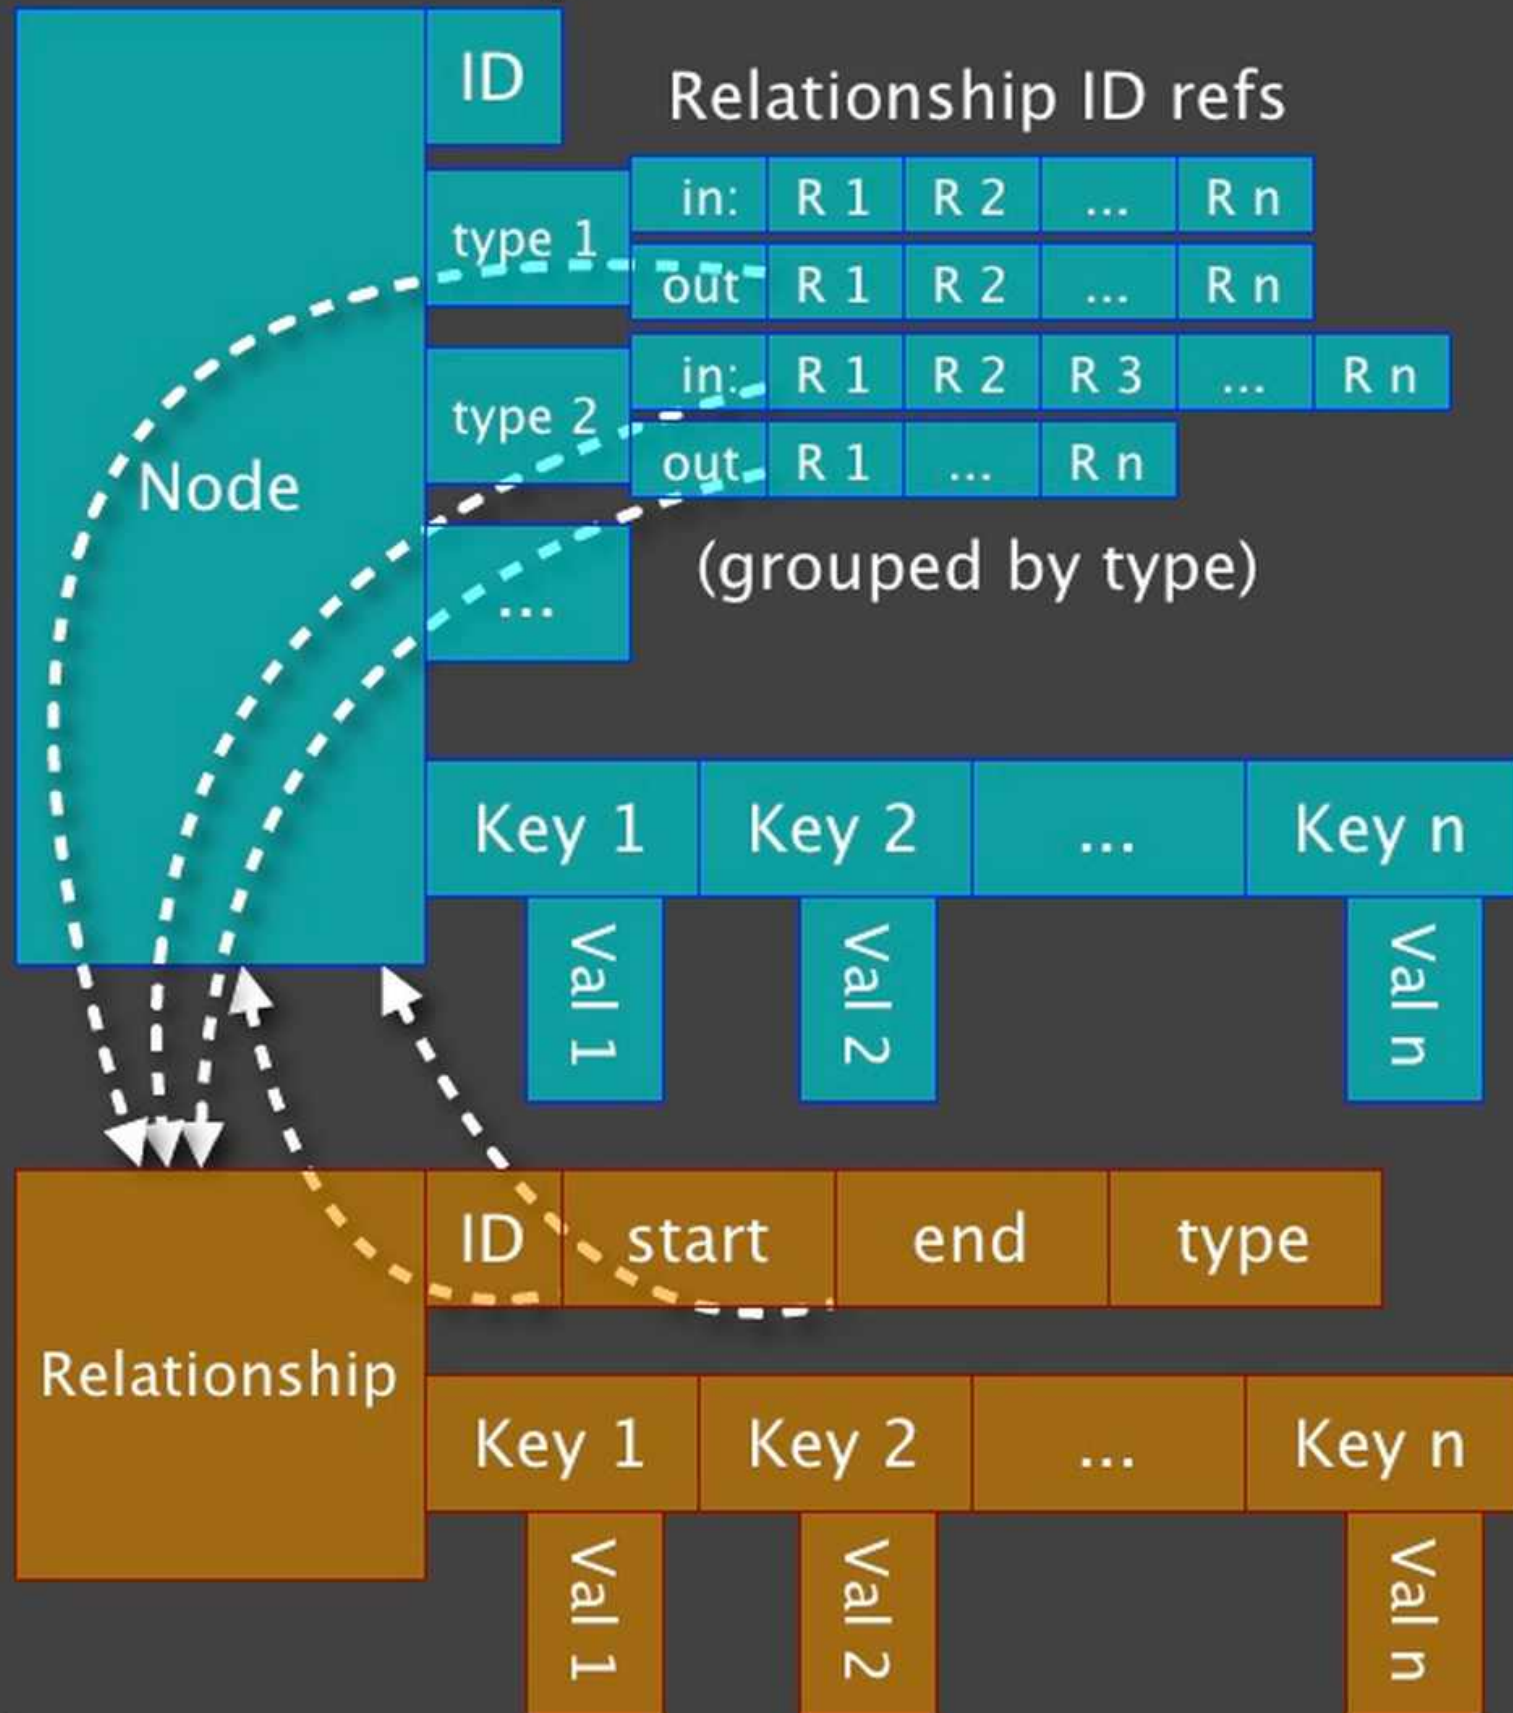 ID
Relationship ID refs
type 1
in: R 1 R 2 ... R n
out R 1 R 2 ... R n
type 2
in: R 1 R 2 R 3 ... R n
out R 1 ... R n
Node
(grouped by type)
...
Key 1 Key 2 ... Key n
Val 1 Val 2 Val n
ID start end type
Relationship
Key 1 Key 2 ... Key n
Val 1 Val 2 Val n